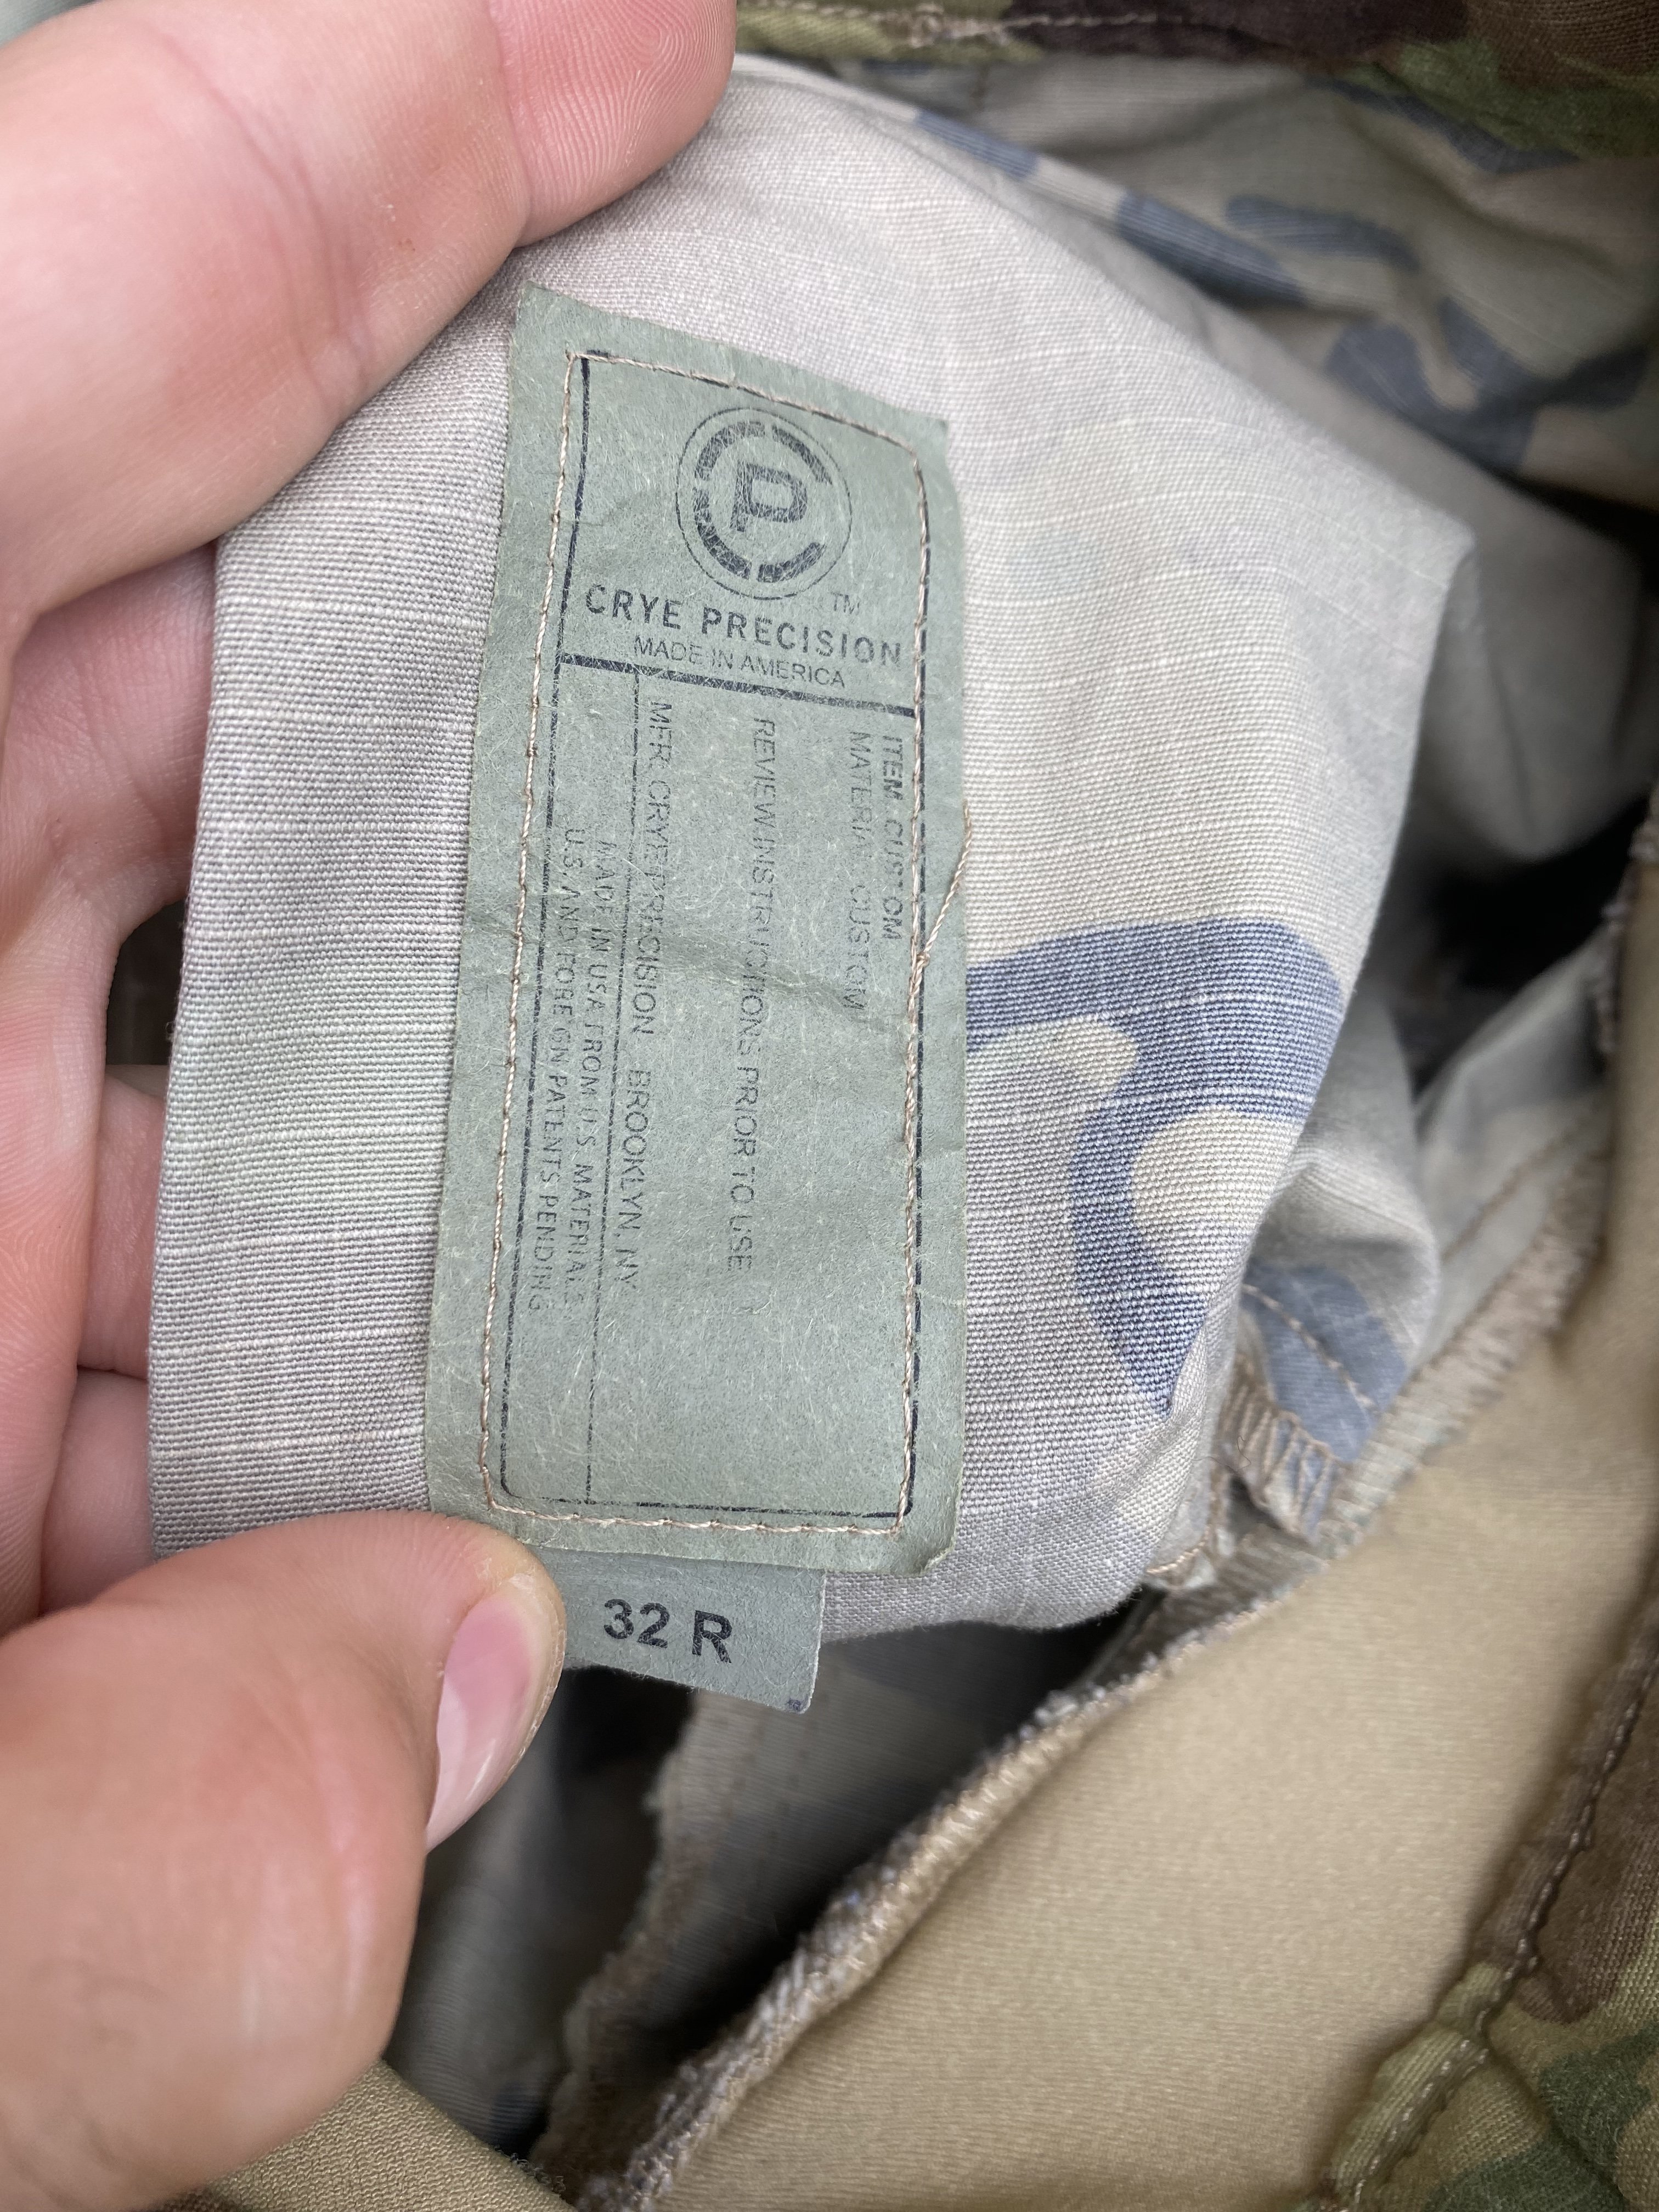 P
TM
CRYE PRECISION
MADE IN AMERICA
ITEM: CUSTOM
MATERIAL: CUSTOM
REVIEW INSTRUCTIONS PRIOR TO USE
MFR: CRYE PRECISION BROOKLYN, NY
MADE IN USA FROM U.S. MATERIALS
U.S. AND FOREIGN PATENTS PENDING
32 R